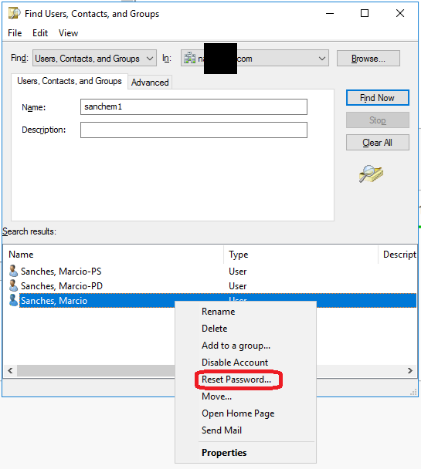 Find Users, Contacts, and Groups
File Edit View
Find: Users, Contacts, and Groups In: na .com Browse...
Users, Contacts, and Groups Advanced
Name: sanchem1
Description:
Find Now
Stop
Clear All
Search results:
Name Type Descript
Sanches, Marcio-PS User
Sanches, Marcio-PD User
Sanches, Marcio User
Rename
Delete
Add to a group...
Disable Account
Reset Password...
Move...
Open Home Page
Send Mail
Properties